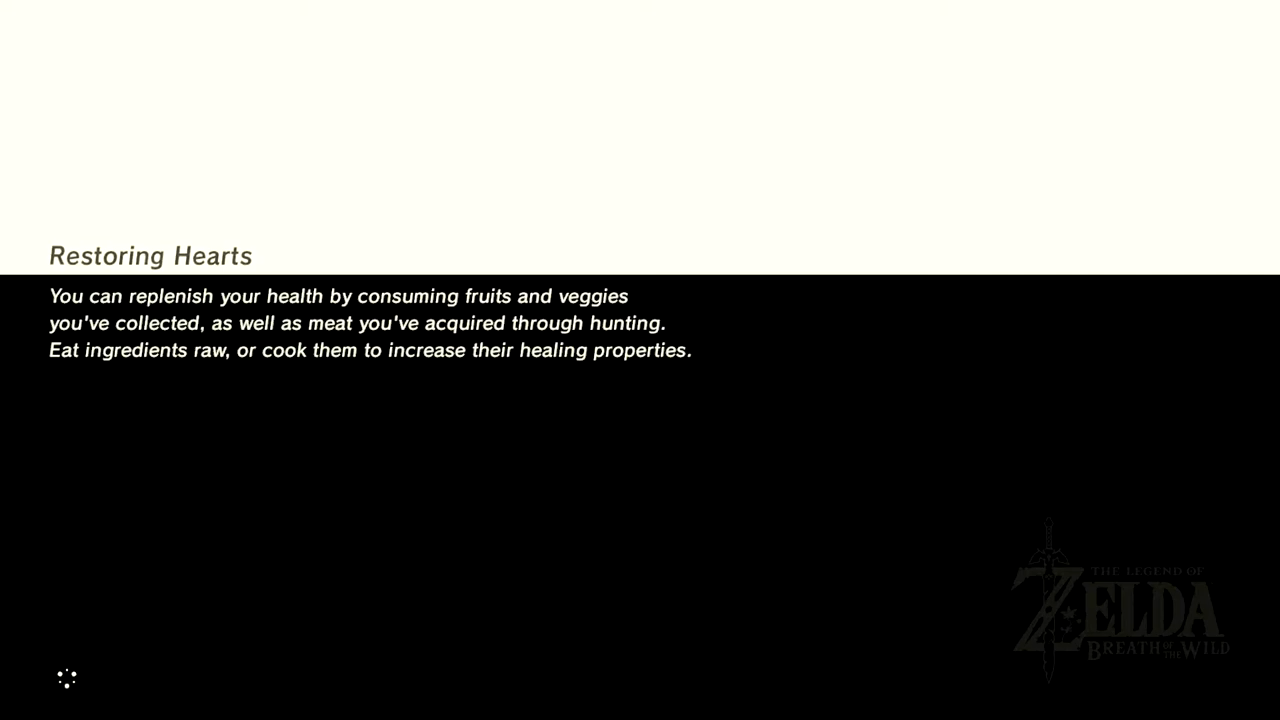 Restoring Hearts
You can replenish your health by consuming fruits and veggies
you've collected, as well as meat you've acquired through hunting.
Eat ingredients raw, or cook them to increase their healing properties.
THE LEGEND OF
ZELDA
BREATH OF THE WILD